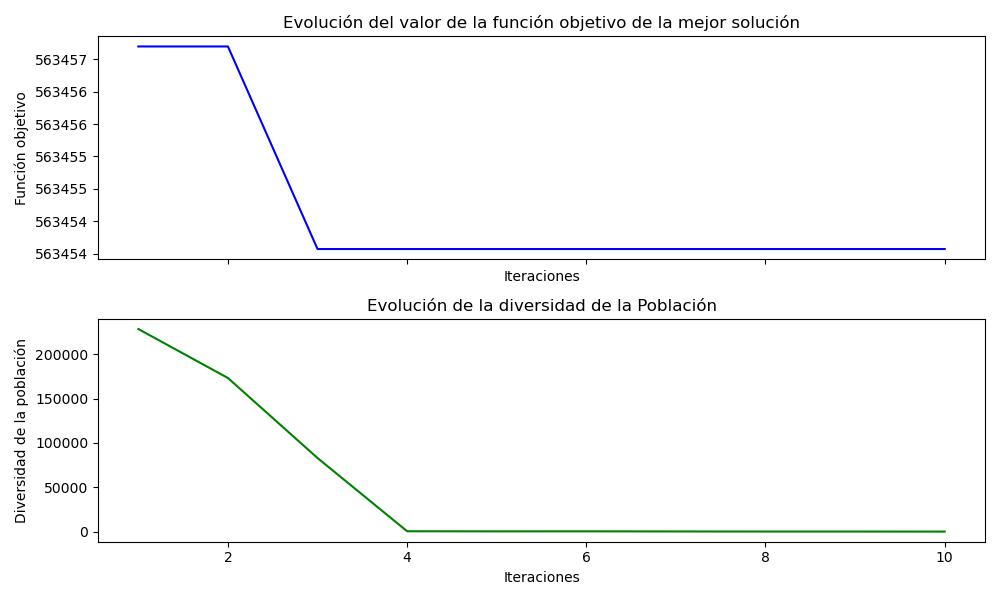 Evolución del valor de la función objetivo de la mejor solución
Función objetivo
563457
563456
563456
563455
563455
563454
563454
Iteraciones
Evolución de la diversidad de la Población
Diversidad de la población
200000
150000
100000
50000
0
2 4 6 8 10
Iteraciones